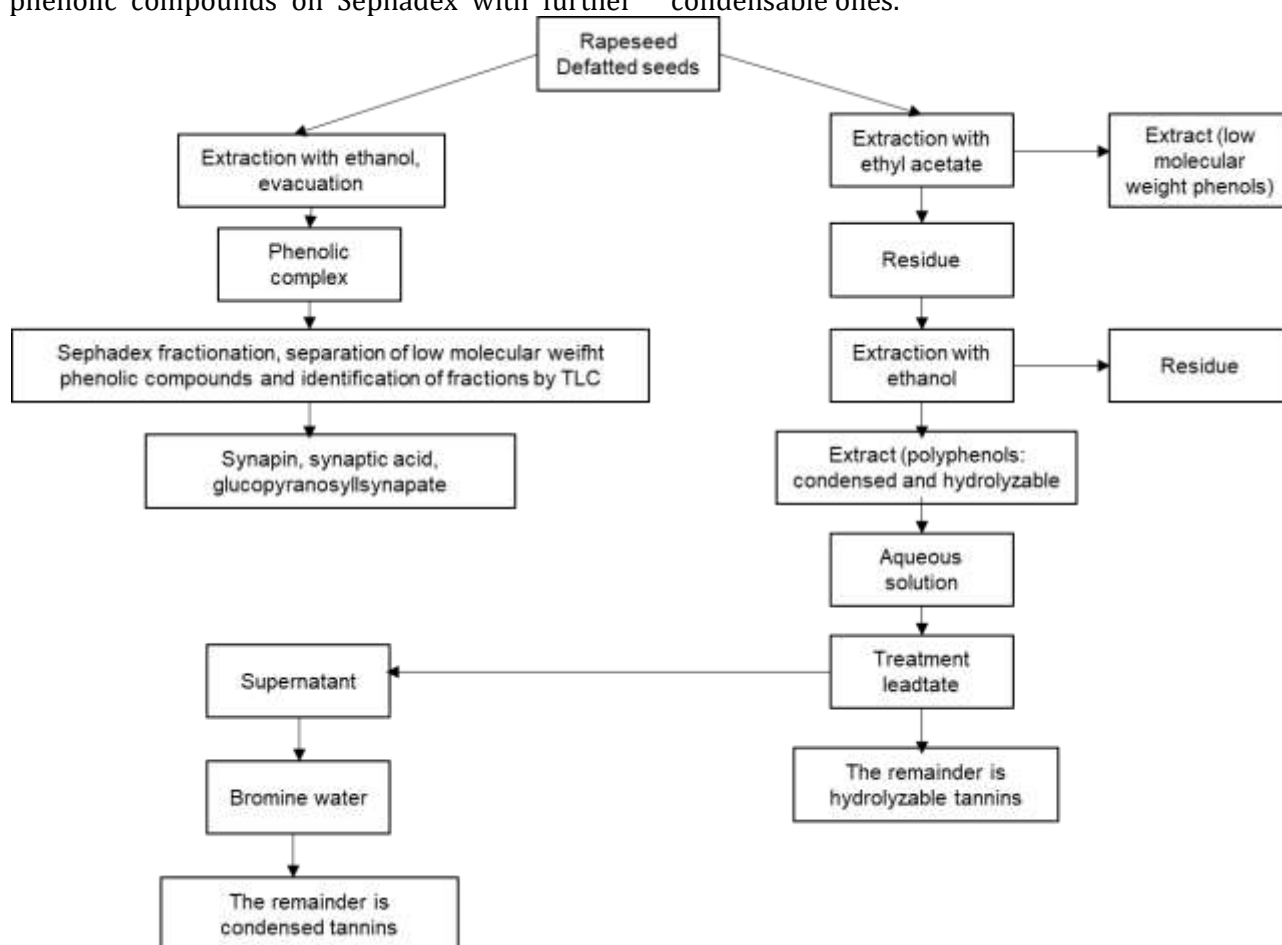 phenolic compounds on Sephadex with further
condensable ones.
Rapeseed
Defatted seeds
Extraction with ethanol,
evacuation
Extraction with
ethyl acetate
Extract (low
molecular
weight phenols)
Phenolic
complex
Residue
Sephadex fractionation, separation of low molecular weifht
phenolic compounds and identification of fractions by TLC
Extraction with
ethanol
Residue
Synapin, synaptic acid,
glucopyranosyllsynapate
Extract (polyphenols:
condensed and hydrolyzable
Aqueous
solution
Supernatant
Treatment
leadtate
Bromine water
The remainder is
hydrolyzable tannins
The remainder is
condensed tannins